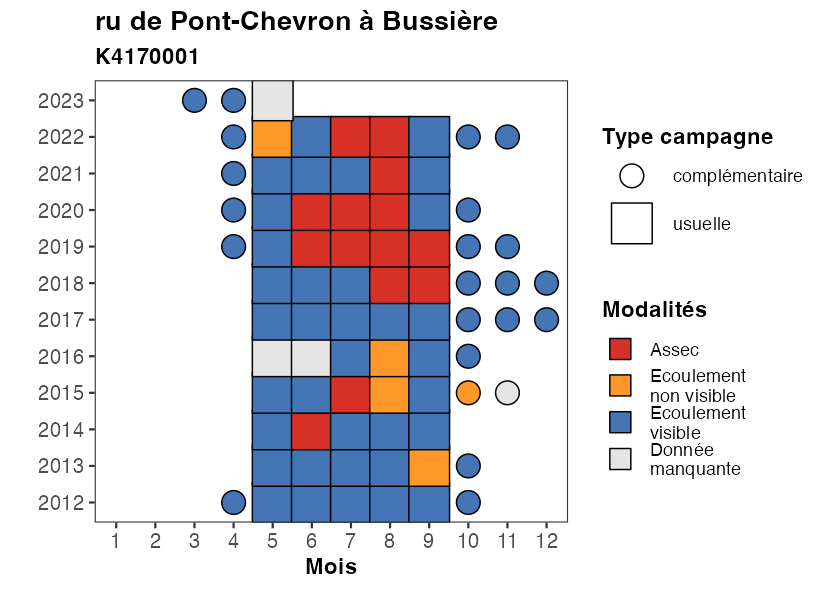 ru de Pont-Chevron à Bussière
K4170001
2023
2022
2021
2020
2019
2018
2017
2016
2015
2014
2013
2012
1 2 3 4 5 6 7 8 9 10 11 12
Mois
Type campagne
complémentaire
usuelle
Modalités
Assec
Ecoulement
non visible
Ecoulement
visible
Donnée
manquante